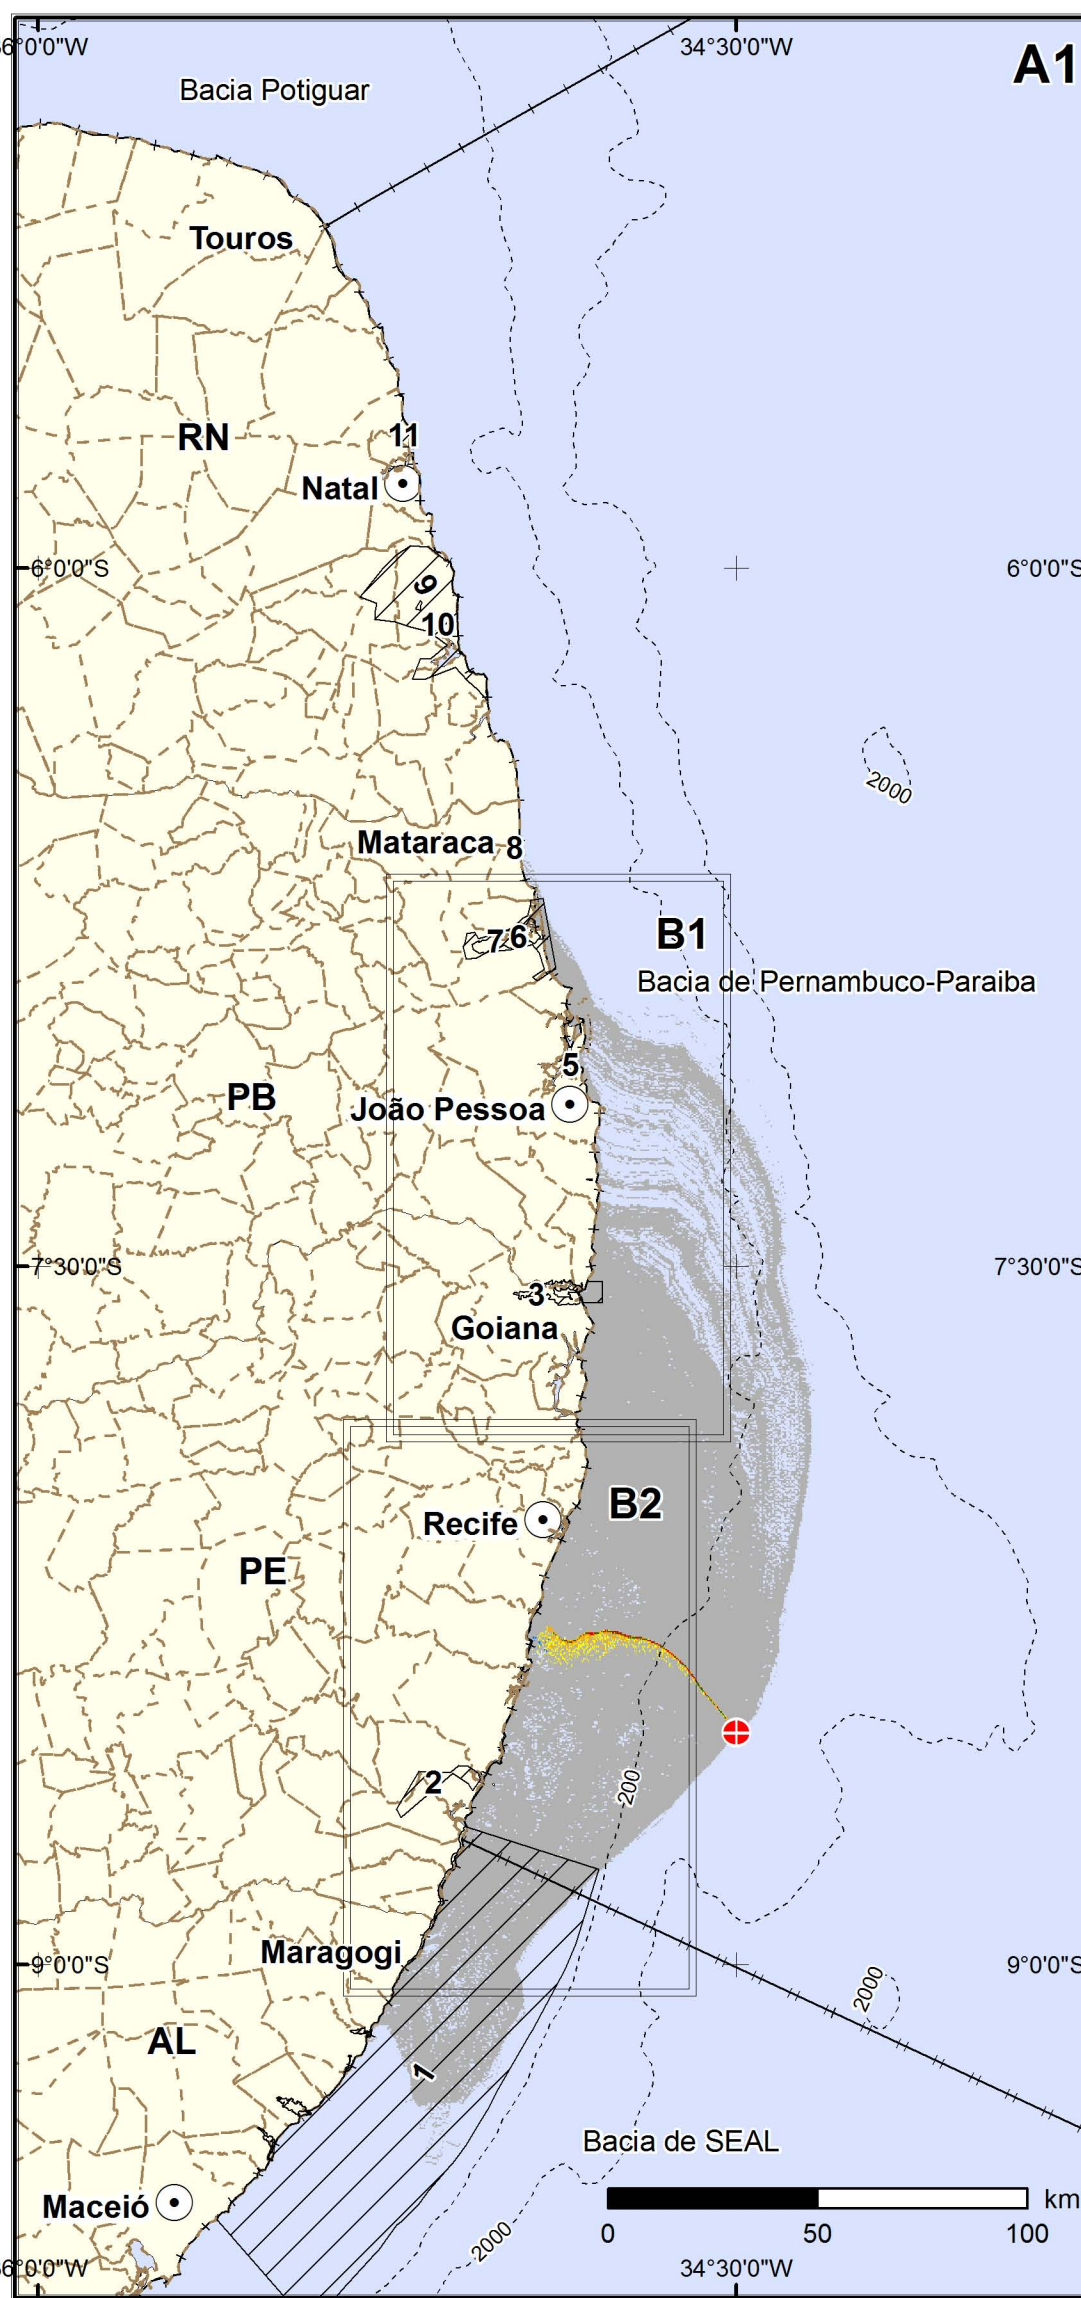 6°0'0"W
34°30'0"W
A1
Bacia Potiguar
Touros
RN
11
Natal
6°0'0"S
6°0'0"S
9
10
2000
Mataraca 8
B1
7 6
Bacia de Pernambuco-Paraiba
5
PB
João Pessoa
7°30'0"S
7°30'0"S
3
Goiana
B2
Recife
PE
2
200
Maragogi
9°0'0"S
9°0'0"S
2000
AL
1
Bacia de SEAL
Maceió
km
0 50 100
2000
6°0'0"W
34°30'0"W